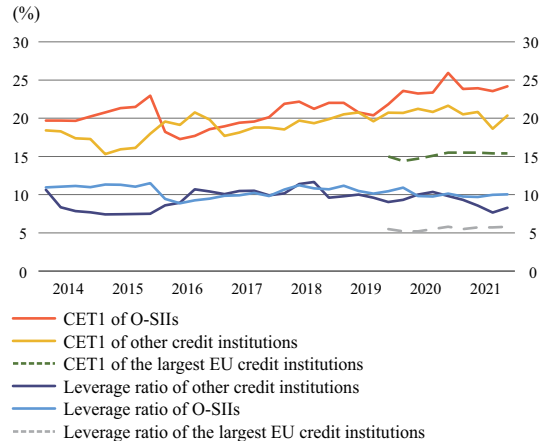 (%)
30 30
25 25
20 20
15 15
10 10
5 5
0 0
2014 2015 2016 2017 2018 2019 2020 2021
CET1 of O-SIIs
CET1 of other credit institutions
CET1 of the largest EU credit institutions
Leverage ratio of other credit institutions
Leverage ratio of O-SIIs
Leverage ratio of the largest EU credit institutions